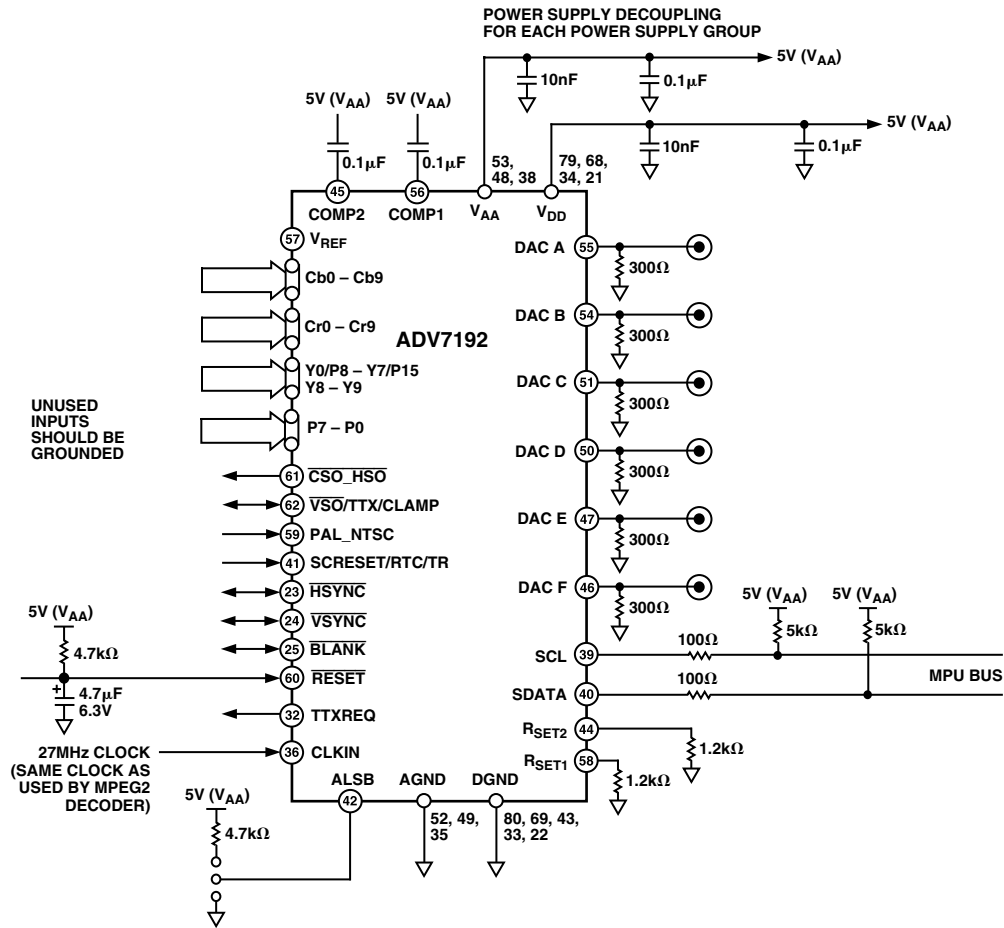 POWER SUPPLY DECOUPLING
FOR EACH POWER SUPPLY GROUP
5V (VAA)
10nF
0.1μF
5V (VAA)
5V (VAA)
5V (VAA)
10nF
0.1μF
0.1μF
0.1μF
53,
48, 38
79, 68,
34, 21
45
56
COMP2
COMP1
VAA
VDD
57
VREF
Cb0 – Cb9
Cr0 – Cr9
ADV7192
Y0/P8 – Y7/P15
Y8 – Y9
P7 – P0
UNUSED
INPUTS
SHOULD BE
GROUNDED
61
CSO_HSO
62
VSO/TTX/CLAMP
59
PAL_NTSC
41
SCRESET/RTC/TR
23
HSYNC
24
VSYNC
25
BLANK
60
RESET
32
TTXREQ
36
CLKIN
5V (VAA)
4.7kΩ
+
4.7μF
6.3V
27MHz CLOCK
(SAME CLOCK AS
USED BY MPEG2
DECODER)
DAC A
55
300Ω
DAC B
54
300Ω
DAC C
51
300Ω
DAC D
50
300Ω
DAC E
47
300Ω
DAC F
46
300Ω
5V (VAA)
5V (VAA)
5kΩ
5kΩ
SCL
39
100Ω
MPU BUS
SDATA
40
100Ω
RSET2
44
1.2kΩ
RSET1
58
1.2kΩ
ALSB
AGND
DGND
42
52, 49,
35
80, 69, 43,
33, 22
5V (VAA)
4.7kΩ